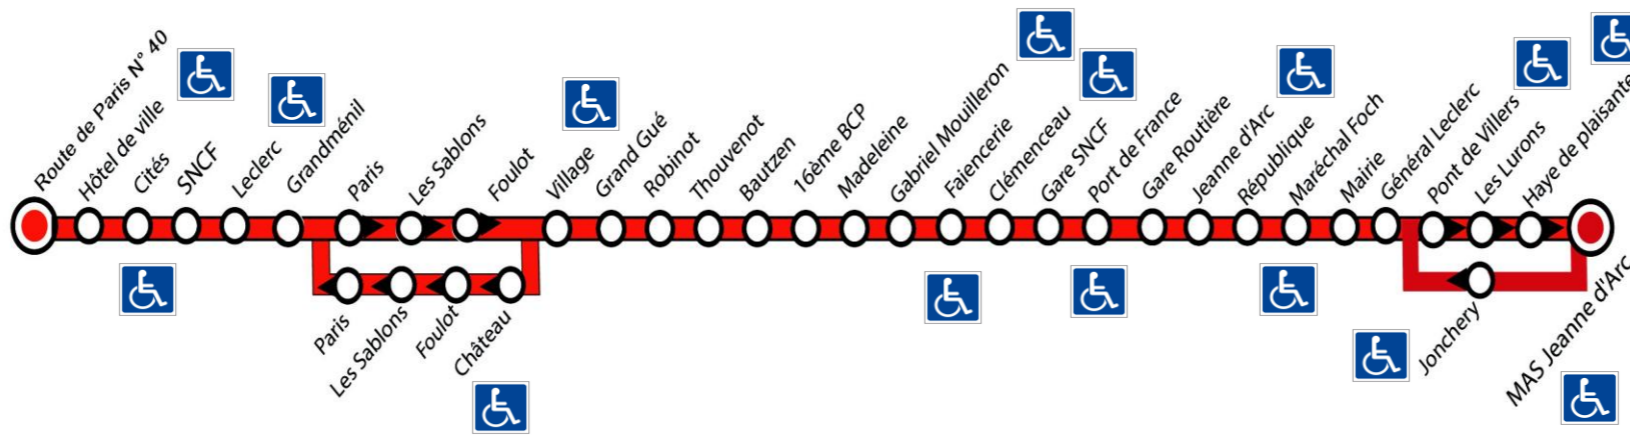 Route de Paris N° 40
Hôtel de ville
Cités
SNCF
Leclerc
Grandménil
Paris
Les Sablons
Foulot
Village
Grand Gué
Robinot
Thouvenot
Bautzen
16ème BCP
Madeleine
Gabriel Mouilleron
Faiencerie
Clémenceau
Gare SNCF
Port de France
Gare Routière
Jeanne d'Arc
République
Maréchal Foch
Mairie
Général Leclerc
Pont de Villers
Les Lurons
Haye de plaisante
Paris
Les Sablons
Foulot
Château
Jonchery
MAS Jeanne d'Arc